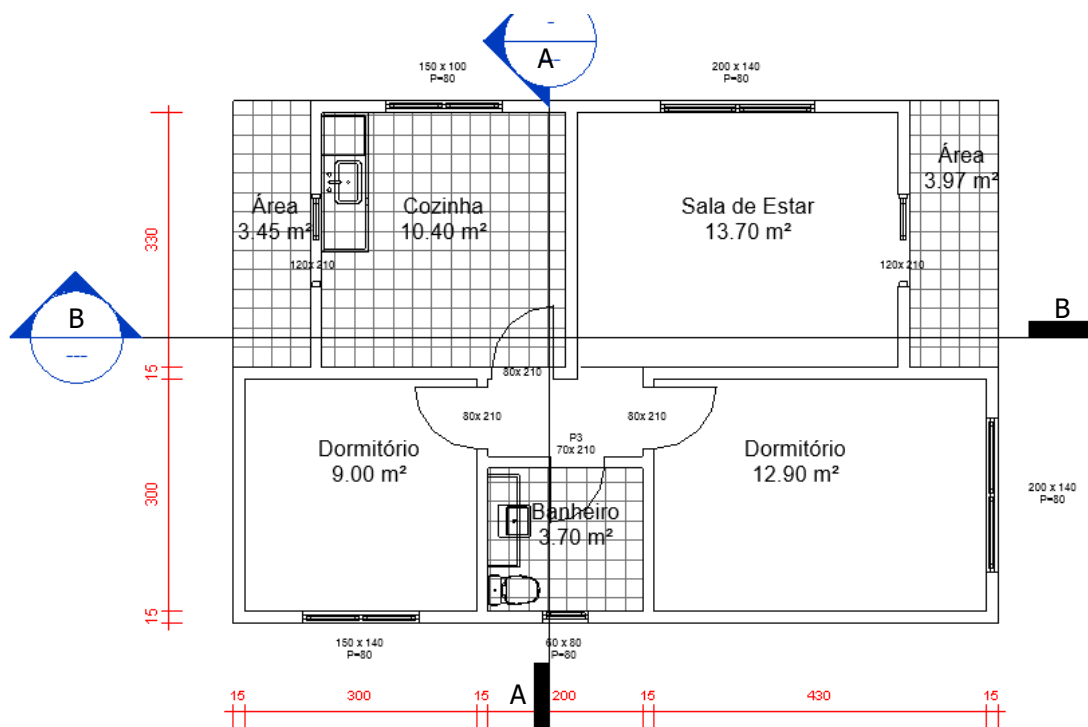 -
A
--
150 x 100
P=80
200 x 140
P=80
Área
3.97 m²
Área
3.45 m²
Cozinha
10.40 m²
Sala de Estar
13.70 m²
330
120x 210
120x 210
B
---
B
15
80x 210
80x 210
80x 210
P3
70x 210
Dormitório
9.00 m²
Dormitório
12.90 m²
300
200 x 140
P=80
Banheiro
3.70 m²
15
150 x 140
P=80
60 x 80
P=80
15
300
15
A
200
15
430
15